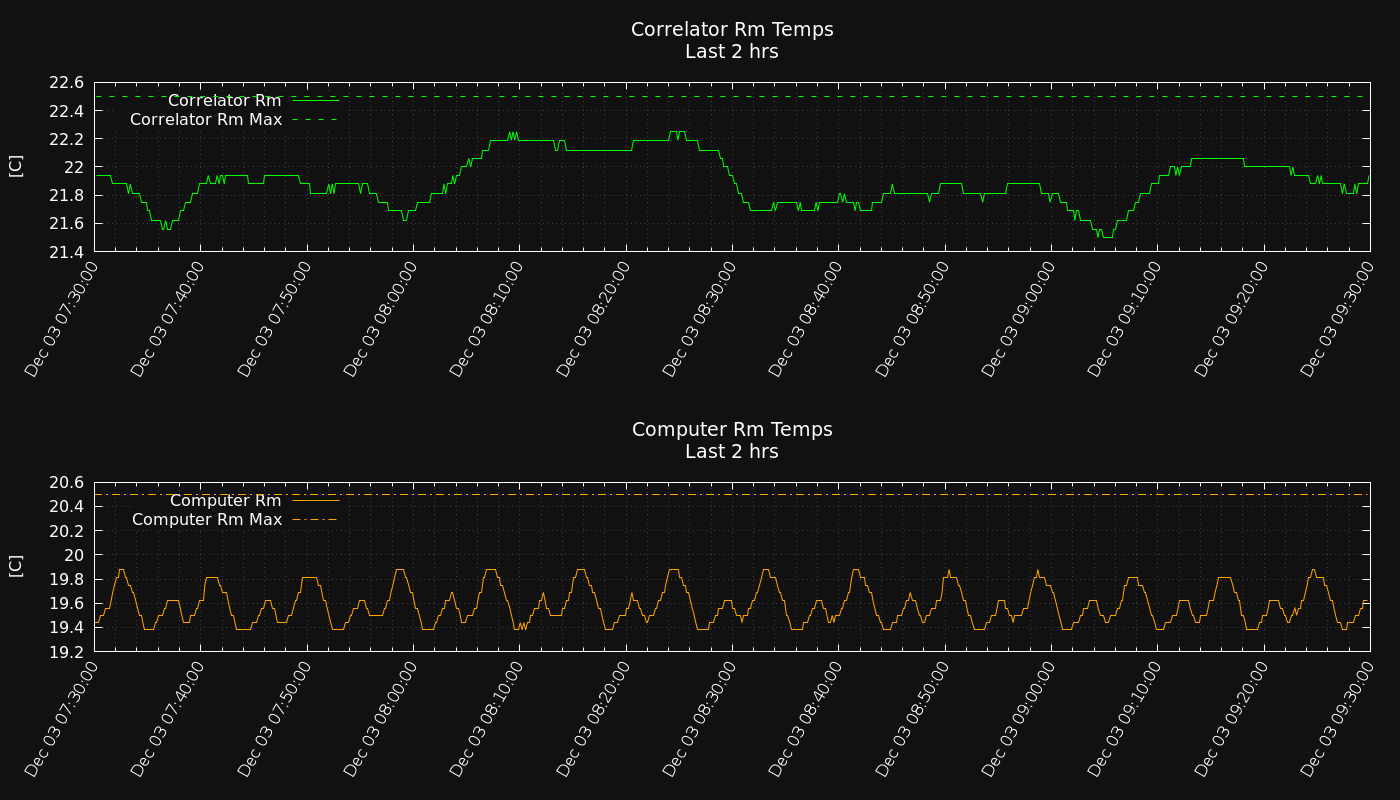 Correlator Rm Temps
Last 2 hrs
22.6
22.4
22.2
22
21.8
21.6
21.4
[C]
Correlator Rm
Correlator Rm Max
Dec 03 07:30:00
Dec 03 07:40:00
Dec 03 07:50:00
Dec 03 08:00:00
Dec 03 08:10:00
Dec 03 08:20:00
Dec 03 08:30:00
Dec 03 08:40:00
Dec 03 08:50:00
Dec 03 09:00:00
Dec 03 09:10:00
Dec 03 09:20:00
Dec 03 09:30:00
Computer Rm Temps
Last 2 hrs
20.6
20.4
20.2
20
19.8
19.6
19.4
19.2
[C]
Computer Rm
Computer Rm Max
Dec 03 07:30:00
Dec 03 07:40:00
Dec 03 07:50:00
Dec 03 08:00:00
Dec 03 08:10:00
Dec 03 08:20:00
Dec 03 08:30:00
Dec 03 08:40:00
Dec 03 08:50:00
Dec 03 09:00:00
Dec 03 09:10:00
Dec 03 09:20:00
Dec 03 09:30:00